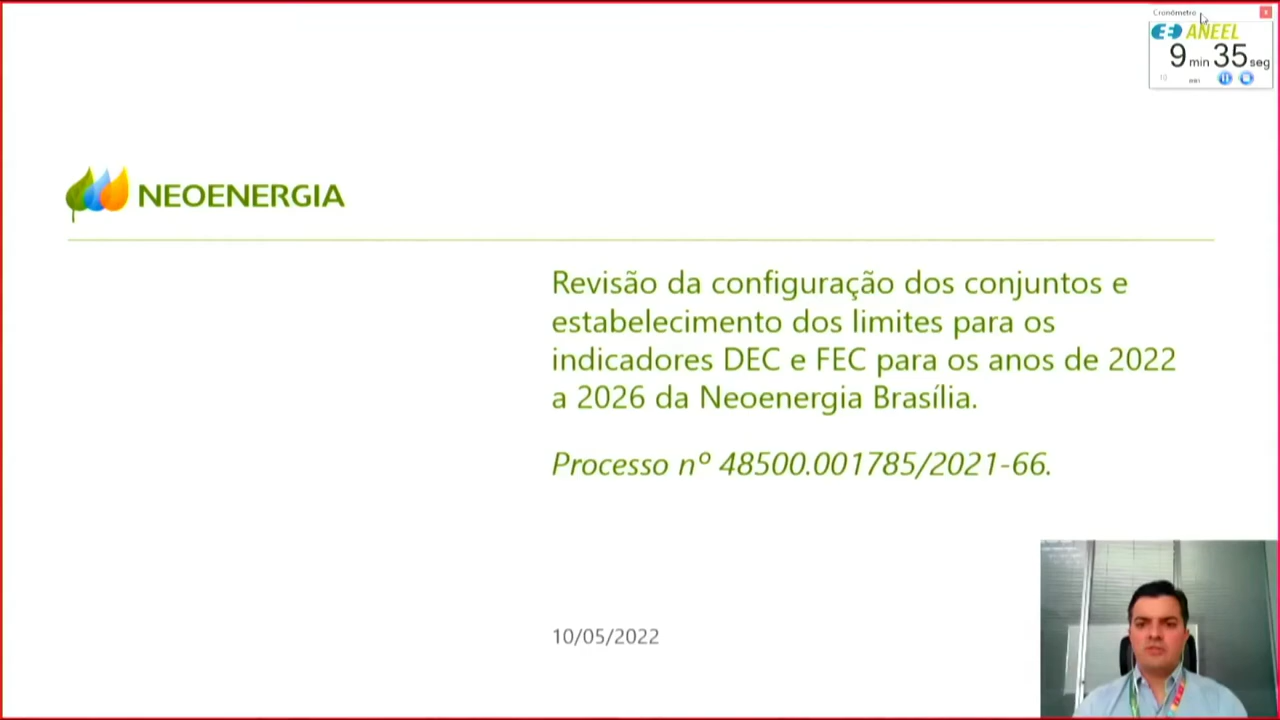 Cronômetro
ANEEL
9 min 35 seg
NEOENERGIA
Revisão da configuração dos conjuntos e
estabelecimento dos limites para os
indicadores DEC e FEC para os anos de 2022
a 2026 da Neoenergia Brasília.
Processo nº 48500.001785/2021-66.
10/05/2022